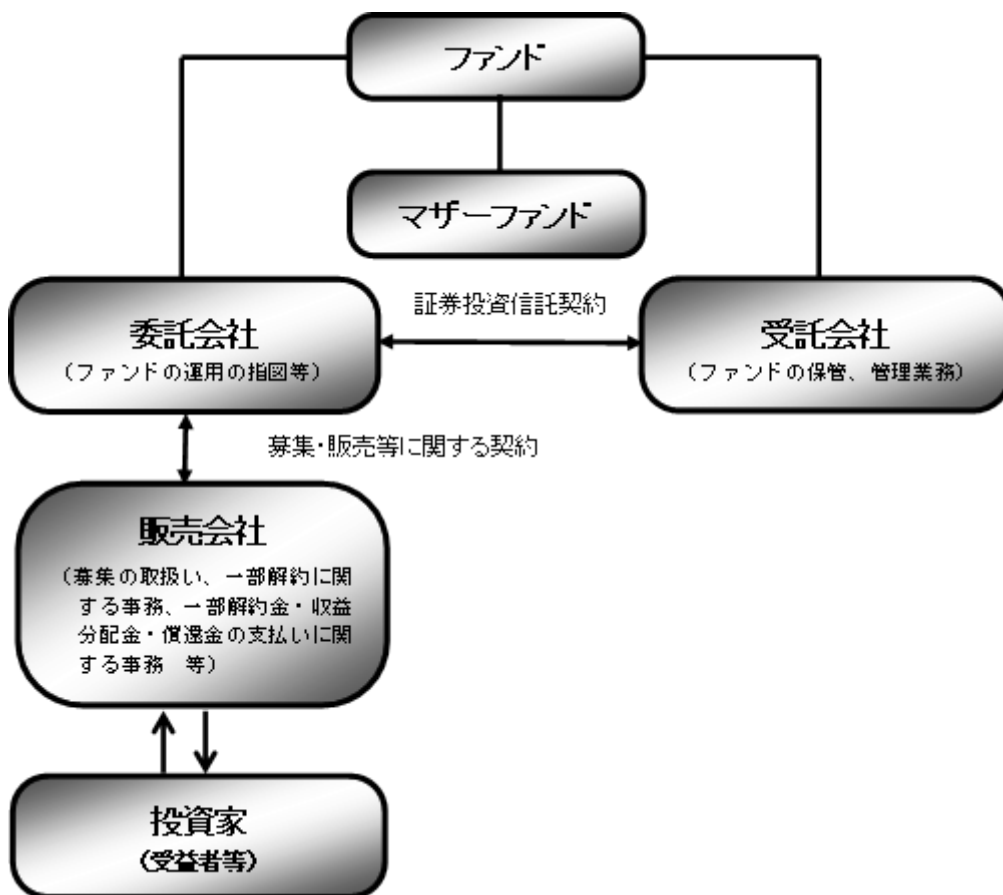 ファンド
マザーファンド
証券投資信託契約
委託会社
（ファンドの運用の指図等）
受託会社
（ファンドの保管、管理業務）
募集・販売等に関する契約
販売会社
（募集の取扱い、一部解約に関
する事務、一部解約金・収益
分配金・償還金の支払いに関
する事務　等）
投資家
（受益者等）